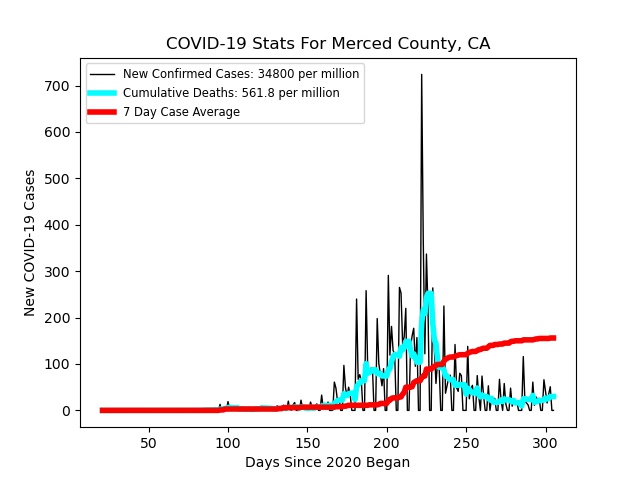 COVID-19 Stats For Merced County, CA
New Confirmed Cases: 34800 per million
Cumulative Deaths: 561.8 per million
7 Day Case Average
New COVID-19 Cases
700
600
500
400
300
200
100
0
50 100 150 200 250 300
Days Since 2020 Began